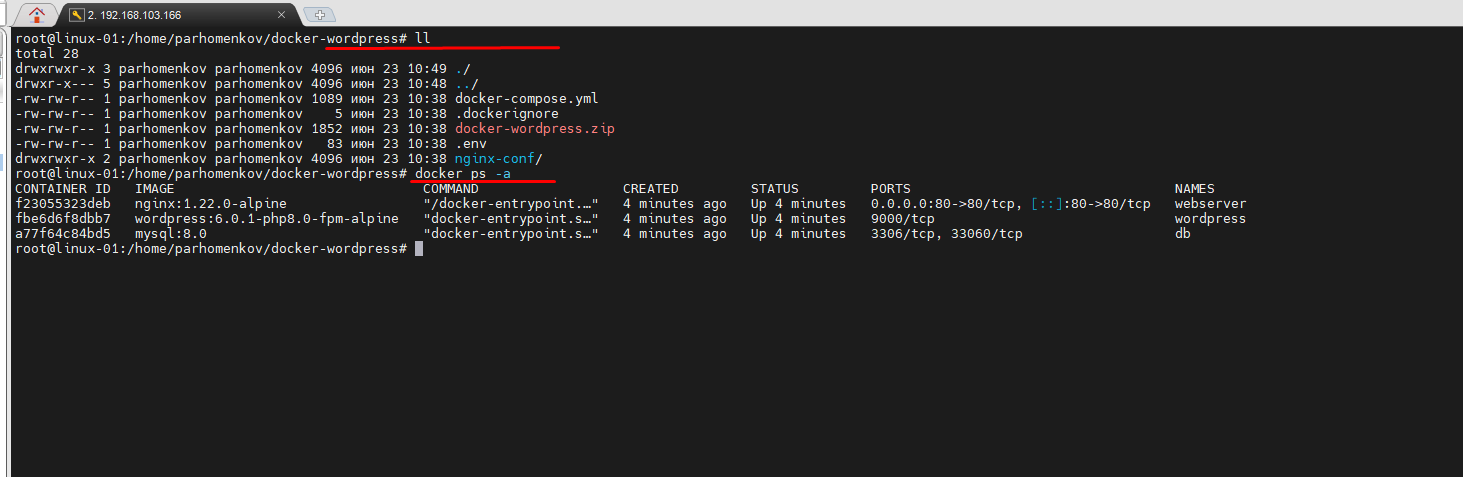 2. 192.168.103.166
root@linux-01:/home/parhomenkov/docker-wordpress# ll
total 28
drwxrwxr-x 3 parhomenkov parhomenkov 4096 июн 23 10:49 ./
drwxr-x--- 5 parhomenkov parhomenkov 4096 июн 23 10:48 ../
-rw-rw-r-- 1 parhomenkov parhomenkov 1089 июн 23 10:38 docker-compose.yml
-rw-rw-r-- 1 parhomenkov parhomenkov    5 июн 23 10:38 .dockerignore
-rw-rw-r-- 1 parhomenkov parhomenkov 1852 июн 23 10:38 docker-wordpress.zip
-rw-rw-r-- 1 parhomenkov parhomenkov   83 июн 23 10:38 .env
drwxrwxr-x 2 parhomenkov parhomenkov 4096 июн 23 10:38 nginx-conf/
root@linux-01:/home/parhomenkov/docker-wordpress# docker ps -a
CONTAINER ID   IMAGE                            COMMAND                  CREATED         STATUS         PORTS                                 NAMES
f23055323deb   nginx:1.22.0-alpine              "/docker-entrypoint.…"   4 minutes ago   Up 4 minutes   0.0.0.0:80->80/tcp, [::]:80->80/tcp   webserver
fbe6d6f8dbb7   wordpress:6.0.1-php8.0-fpm-alpine   "docker-entrypoint.s…"   4 minutes ago   Up 4 minutes   9000/tcp                              wordpress
a77f64c84bd5   mysql:8.0                        "docker-entrypoint.s…"   4 minutes ago   Up 4 minutes   3306/tcp, 33060/tcp                   db
root@linux-01:/home/parhomenkov/docker-wordpress#